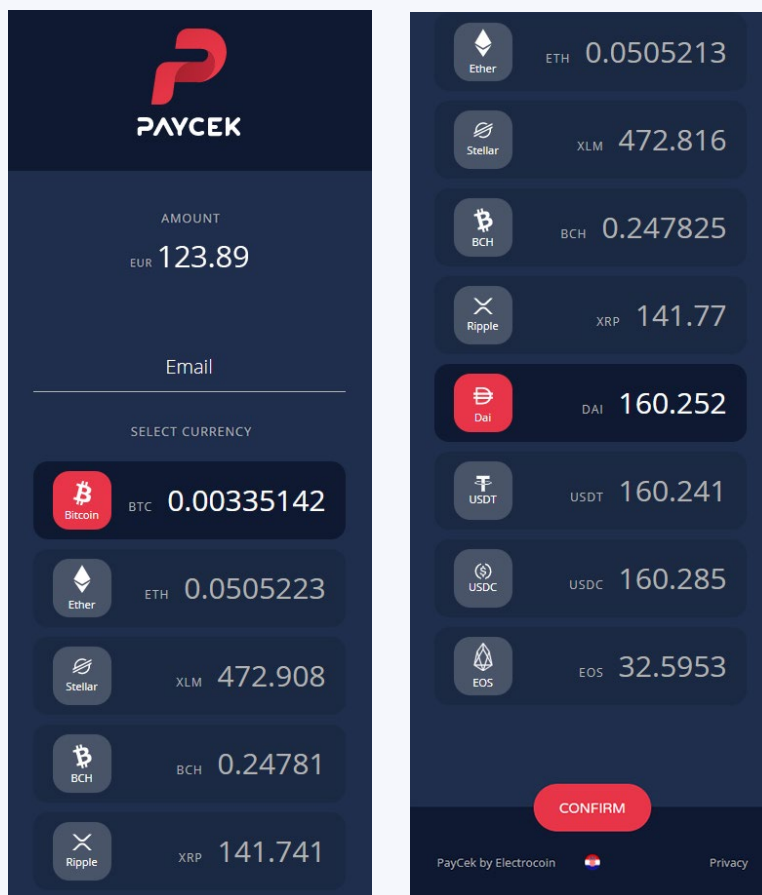 PAYCEK
AMOUNT
EUR 123.89
Email
SELECT CURRENCY
Bitcoin BTC 0.00335142
Ether ETH 0.0505223
Stellar XLM 472.908
BCH BCH 0.24781
Ripple XRP 141.741
Ether ETH 0.0505213
Stellar XLM 472.816
BCH BCH 0.247825
Ripple XRP 141.77
Dai DAI 160.252
USDT USDT 160.241
USDC USDC 160.285
EOS EOS 32.5953
CONFIRM
PayCek by Electrocoin Privacy